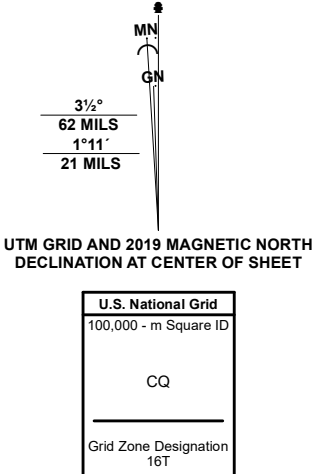 MN
GN
3½°
62 MILS
1°11´
21 MILS
UTM GRID AND 2019 MAGNETIC NORTH
DECLINATION AT CENTER OF SHEET
U.S. National Grid
100,000 - m Square ID
CQ
Grid Zone Designation
16T